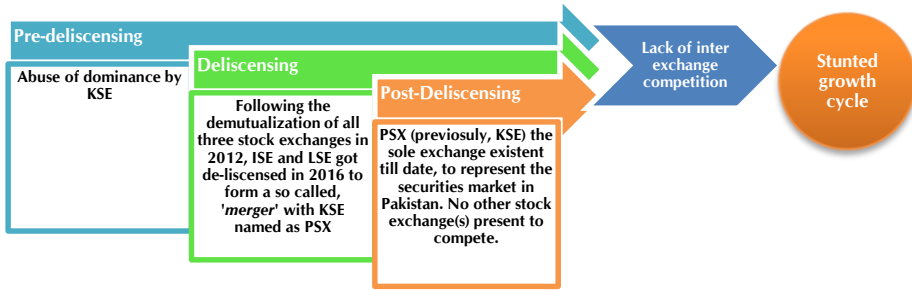 Pre-deliscensing
Abuse of dominance by
KSE
Deliscensing
Following the
demutualization of all
three stock exchanges in
2012, ISE and LSE got
de-liscensed in 2016 to
form a so called,
'merger' with KSE
named as PSX
Post-Deliscensing
PSX (previosuly, KSE) the
sole exchange existent
till date, to represent the
securities market in
Pakistan. No other stock
exchange(s) present to
compete.
Lack of inter
exchange
competition
Stunted
growth
cycle